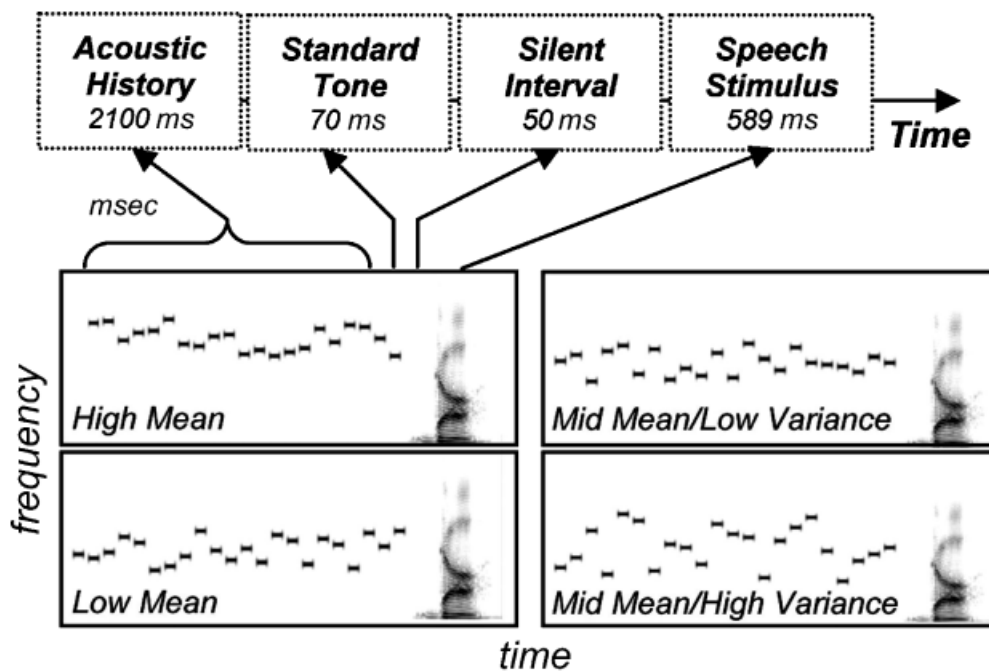 Acoustic
History
2100 ms
Standard
Tone
70 ms
Silent
Interval
50 ms
Speech
Stimulus
589 ms
Time
msec
frequency
High Mean
Mid Mean/Low Variance
Low Mean
Mid Mean/High Variance
time